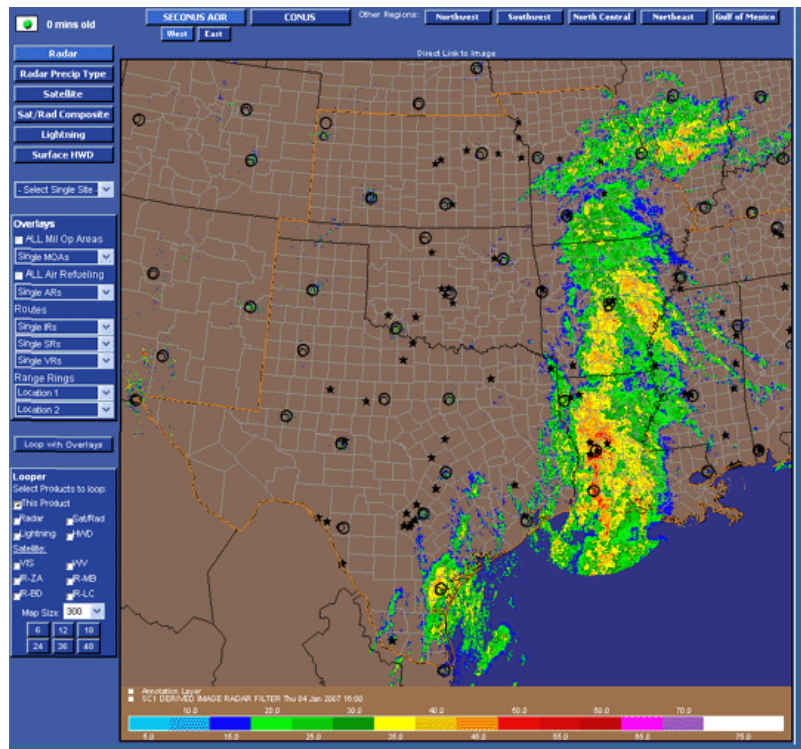 0 mins old
SECONUS AOR
CONUS
Other Regions:
Northwest
Southwest
North Central
Northeast
Gulf of Mexico
West
East
Direct Link to Image
Radar
Radar Precip Type
Satellite
Sat/Rad Composite
Lightning
Surface HWD
- Select Single Site -
Overlays
ALL Mil Op Areas
Single MOAs
ALL Air Refueling
Single ARs
Routes
Single IRs
Single SRs
Single VRs
Range Rings
Location 1
Location 2
Loop with Overlays
Looper
Select Products to loop:
This Product
Radar
Sat/Rad
Lightning
HWD
Satellite:
VIS
WV
IR-ZA
IR-MB
IR-BD
IR-LC
Map Size:
300
6 12 18
24 36 48
Annotation Layer
SC1 DERIVED IMAGE RADAR FILTER Thu 04 Jan 2007 16:00
10.0 20.0 30.0 40.0 50.0 60.0 70.0
5.0 15.0 25.0 35.0 45.0 55.0 65.0 75.0